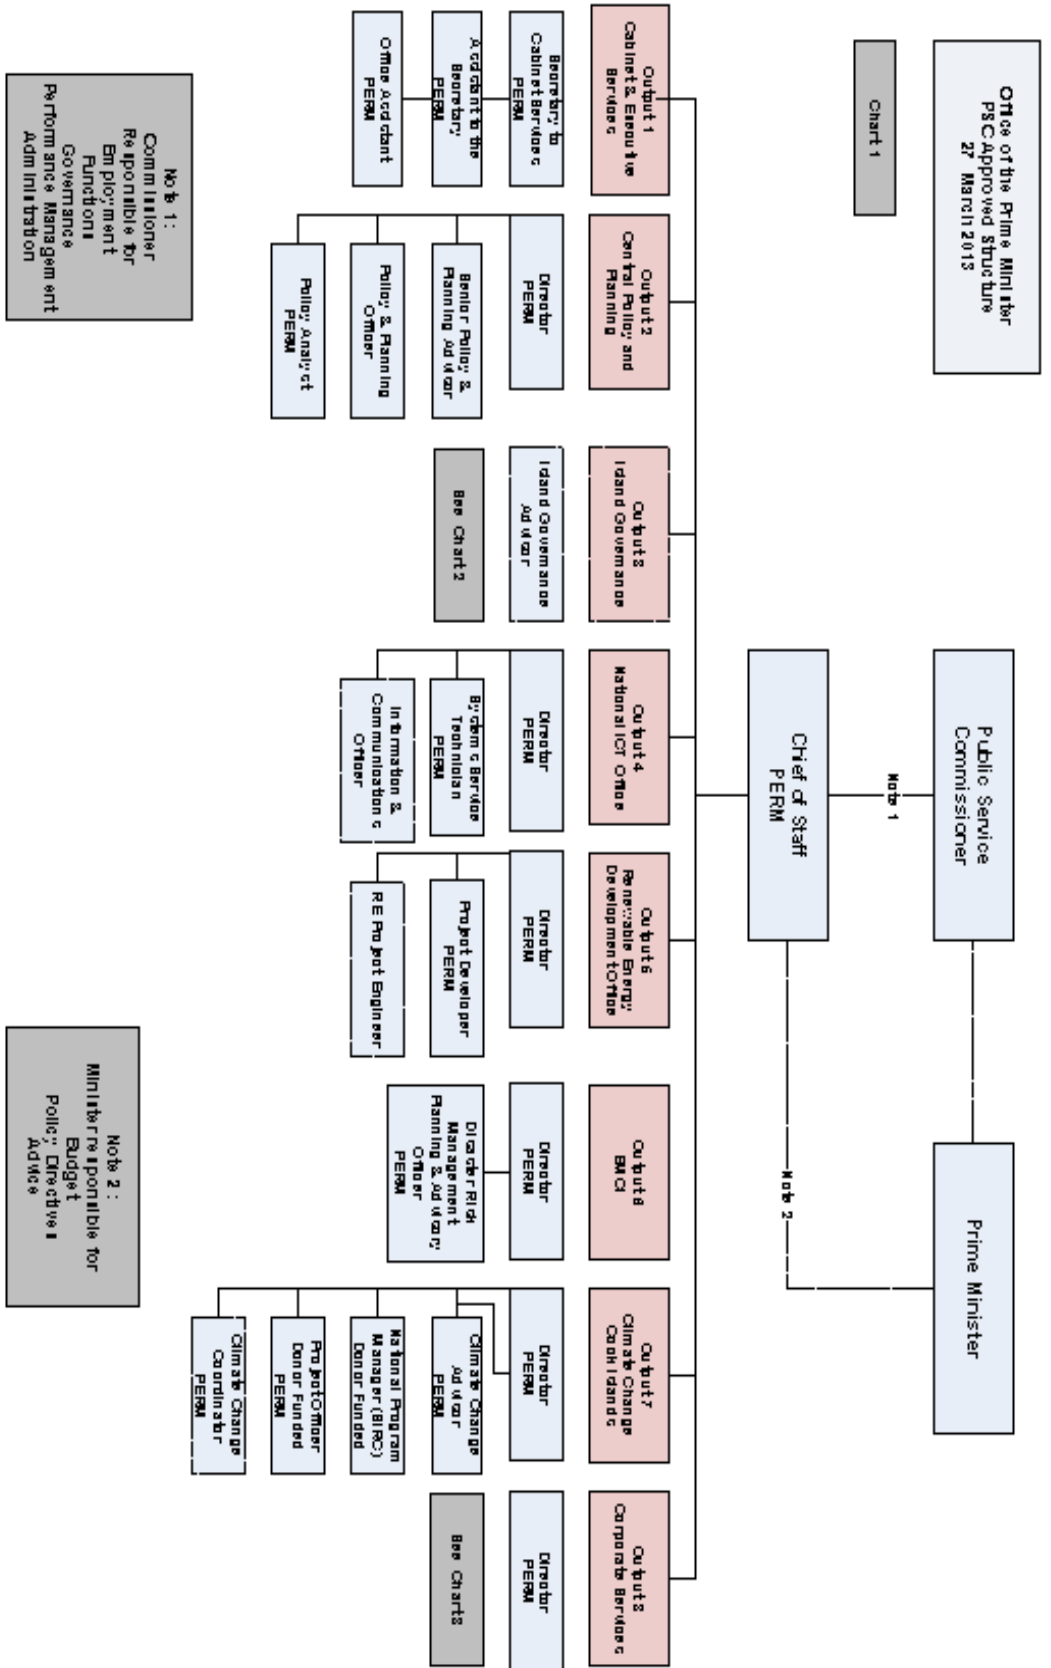 Office of the Prime Minister
PSC Approved Structure
27 March 2013
Chart 1
Public Service
Commissioner
Prime Minister
Note 1
Note 2
Chief of Staff
PERM
Output 1
Cabinet & Executive
Services
Secretary to
Cabinet Services
PERM
Assistant to the
Secretary
PERM
Office Assistant
PERM
Output 2
Central Policy and
Planning
Director
PERM
Senior Policy &
Planning Advisor
PERM
Policy & Planning
Officer
Policy Analyst
PERM
Output 3
Island Governance
Island Governance
Advisor
See Chart 2
Output 4
National ICT Office
Director
PERM
Systems Service
Technician
PERM
Information &
Communications
Officer
Output 5
Renewable Energy
Development Office
Director
PERM
Project Developer
PERM
RE Project Engineer
Output 6
EMCI
Director
PERM
Disaster Risk
Management
Planning & Advisory
Officer
PERM
Output 7
Climate Change
Cook Islands
Director
PERM
Climate Change
Advisor
PERM
National Program
Manager (SIRC)
Donor Funded
Project Officer
Donor Funded
PERM
Climate Change
Coordinator
PERM
Output 8
Corporate Services
Director
PERM
See Chart 3
Note 1:
Commissioner
Responsible for
Employment
Functions
Governance
Performance Management
Administration
Note 2:
Minister responsible for
Budget
Policy Directives
Advice